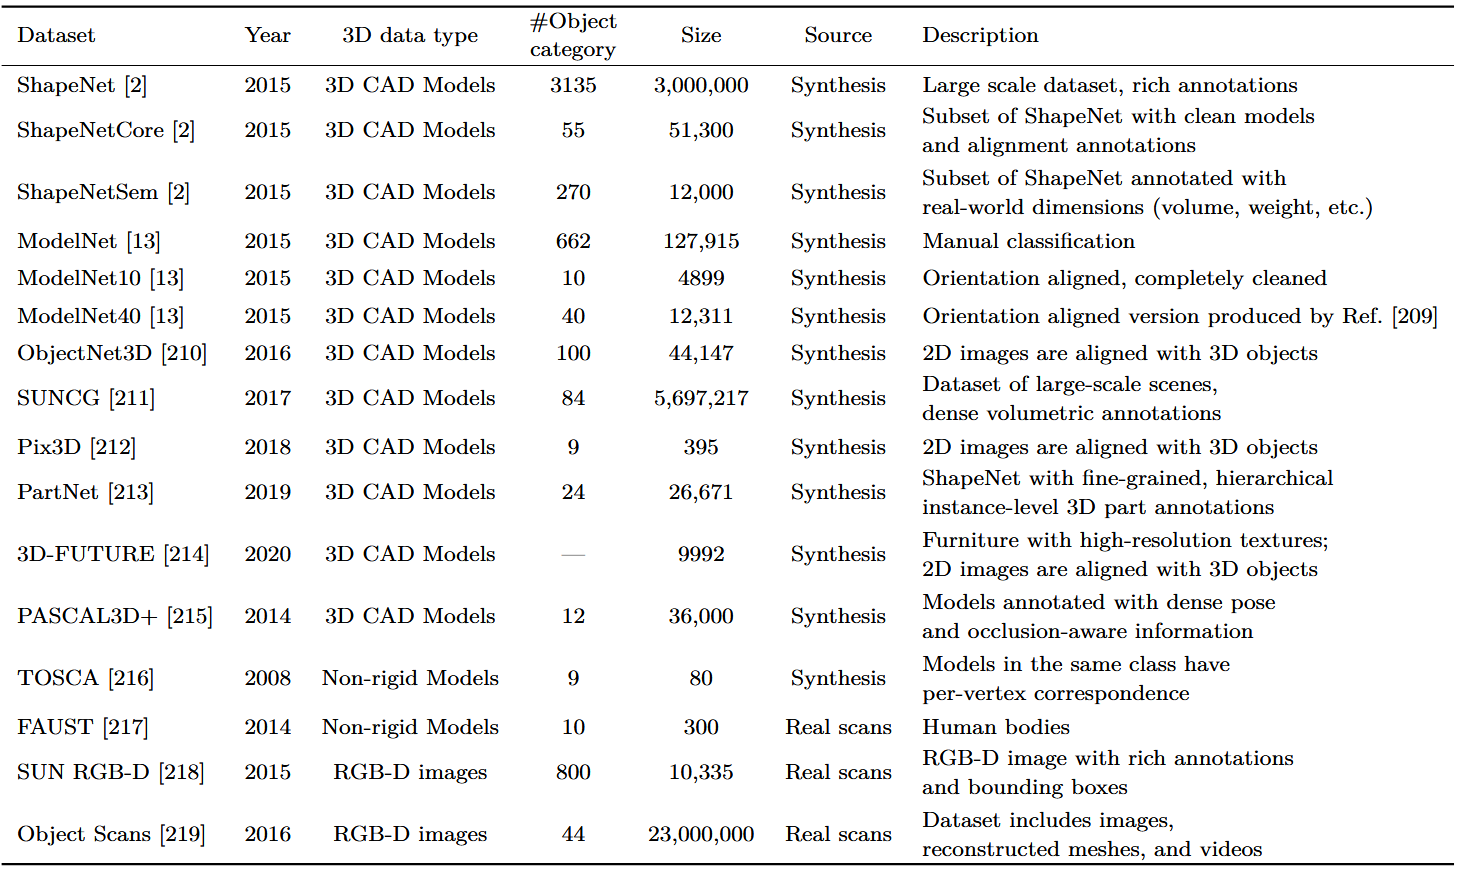 Dataset Year 3D data type #Object category Size Source Description
ShapeNet [2] 2015 3D CAD Models 3135 3,000,000 Synthesis Large scale dataset, rich annotations
ShapeNetCore [2] 2015 3D CAD Models 55 51,300 Synthesis Subset of ShapeNet with clean models
and alignment annotations
ShapeNetSem [2] 2015 3D CAD Models 270 12,000 Synthesis Subset of ShapeNet annotated with
real-world dimensions (volume, weight, etc.)
ModelNet [13] 2015 3D CAD Models 662 127,915 Synthesis Manual classification
ModelNet10 [13] 2015 3D CAD Models 10 4899 Synthesis Orientation aligned, completely cleaned
ModelNet40 [13] 2015 3D CAD Models 40 12,311 Synthesis Orientation aligned version produced by Ref. [209]
ObjectNet3D [210] 2016 3D CAD Models 100 44,147 Synthesis 2D images are aligned with 3D objects
SUNCG [211] 2017 3D CAD Models 84 5,697,217 Synthesis Dataset of large-scale scenes,
dense volumetric annotations
Pix3D [212] 2018 3D CAD Models 9 395 Synthesis 2D images are aligned with 3D objects
PartNet [213] 2019 3D CAD Models 24 26,671 Synthesis ShapeNet with fine-grained, hierarchical
instance-level 3D part annotations
3D-FUTURE [214] 2020 3D CAD Models — 9992 Synthesis Furniture with high-resolution textures;
2D images are aligned with 3D objects
PASCAL3D+ [215] 2014 3D CAD Models 12 36,000 Synthesis Models annotated with dense pose
and occlusion-aware information
TOSCA [216] 2008 Non-rigid Models 9 80 Synthesis Models in the same class have
per-vertex correspondence
FAUST [217] 2014 Non-rigid Models 10 300 Real scans Human bodies
SUN RGB-D [218] 2015 RGB-D images 800 10,335 Real scans RGB-D image with rich annotations
and bounding boxes
Object Scans [219] 2016 RGB-D images 44 23,000,000 Real scans Dataset includes images,
reconstructed meshes, and videos